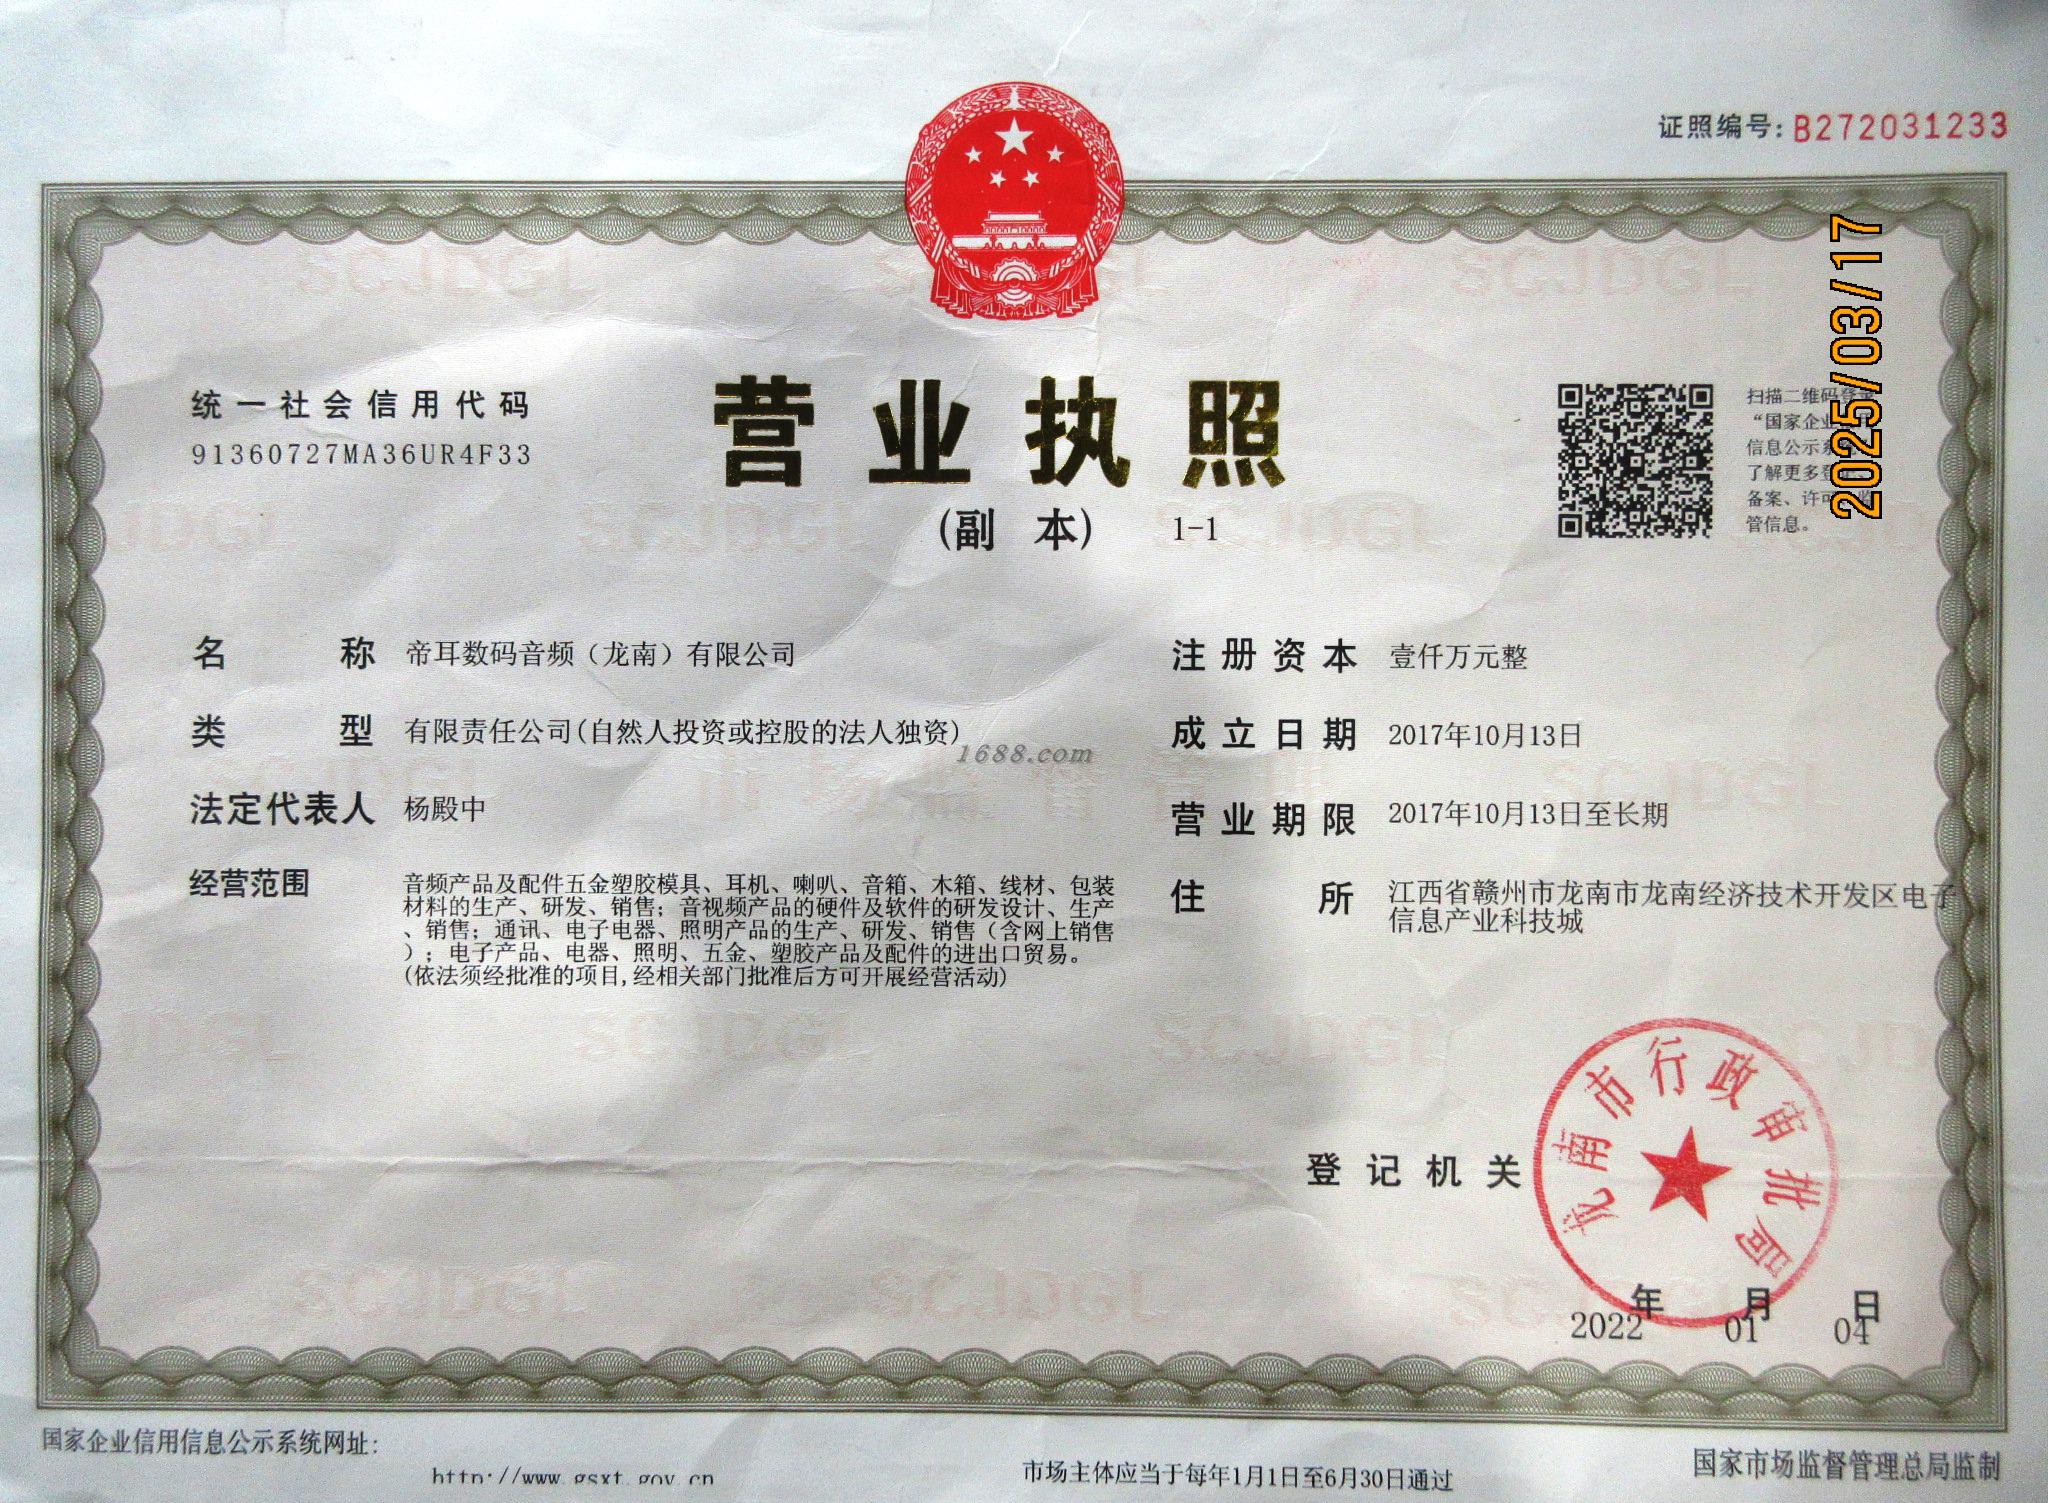 证照编号: B272031233
SCJDGL
SCJDGL
2025/03/17
统一社会信用代码
91360727MA36UR4F33
营业执照
(副 本) 1-1
扫描二维码登录
“国家企业信用
信息公示系统”
了解更多登记、
备案、许可、监
管信息。
名称 帝耳数码音频（龙南）有限公司
类型 有限责任公司(自然人投资或控股的法人独资)
1688.com
法定代表人 杨殿中
经营范围 音频产品及配件五金塑胶模具、耳机、喇叭、音箱、木箱、线材、包装
材料的生产、研发、销售；音视频产品的硬件及软件的研发设计、生产
、销售；通讯、电子电器、照明产品的生产、研发、销售（含网上销售
）；电子产品、电器、照明、五金、塑胶产品及配件的进出口贸易。
(依法须经批准的项目,经相关部门批准后方可开展经营活动)
注册资本 壹仟万元整
成立日期 2017年10月13日
营业期限 2017年10月13日至长期
住所 江西省赣州市龙南市龙南经济技术开发区电子
信息产业科技城
登记机关
龙南市行政审批局
年 月 日
2022 01 04
国家企业信用信息公示系统网址:
http://www.gsxt.gov.cn
市场主体应当于每年1月1日至6月30日通过
国家市场监督管理总局监制